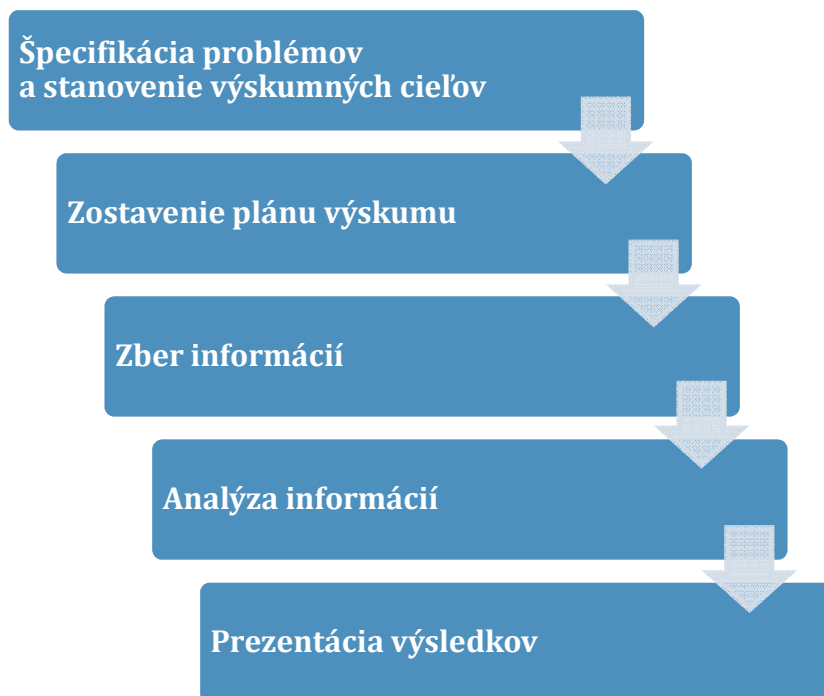 Špecifikácia problémov
a stanovenie výskumných cieľov
Zostavenie plánu výskumu
Zber informácií
Analýza informácií
Prezentácia výsledkov